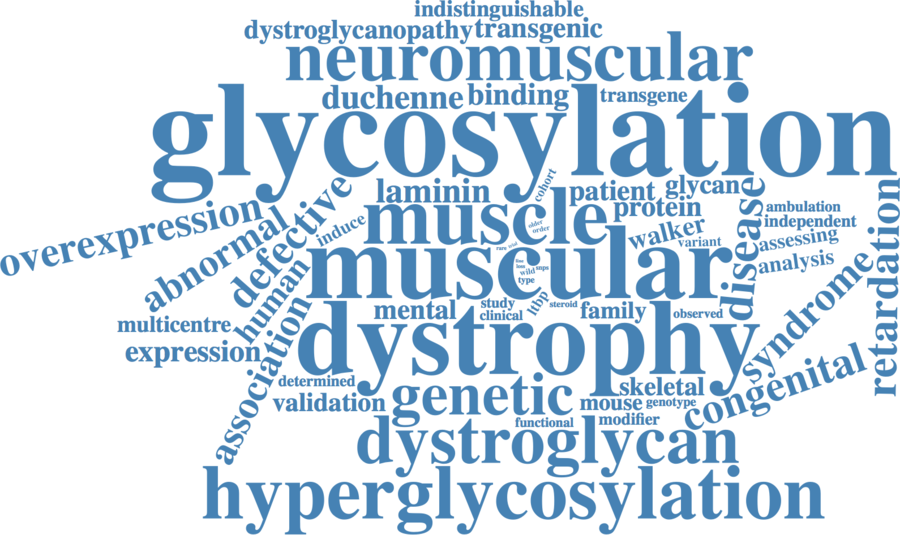 indistinguishable
dystroglycanopathy transgenic
neuromuscular
duchenne binding transgene
glycosylation
cohort
laminin patient glycan
muscle protein
overexpression
abnormal
defective
induce
older
order
walker
variant
disease
ambulation
independent
assessing
analysis
retardation
syndrome
human
association
muscular
rare
wild
type
snps
mental study
clinical
ltbp
steroid
family observed
multicentre
expression
dystrophy
determined
validation genetic
skeletal
mouse genotype
modifier
functional
congenital
dystroglycan
hyperglycosylation